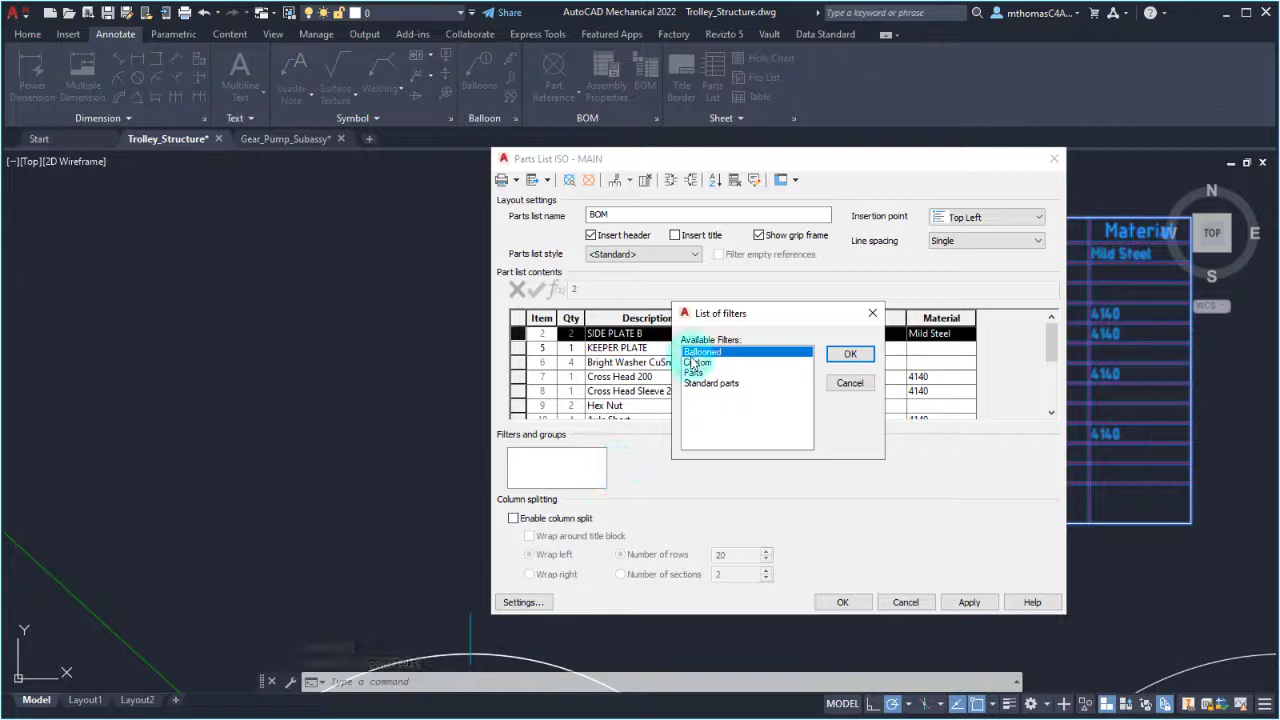 0
Share
AutoCAD Mechanical 2022
Trolley_Structure.dwg
Type a keyword or phrase
mthomasC4A...
Home Insert Annotate Parametric Content View Manage Output Add-ins Collaborate Express Tools Featured Apps Factory Revizto 5 Vault Data Standard
Power Dimension
Multiple Dimension
Multiline Text
Leader Note
Surface Texture
Welding
Balloons
Part Reference
Assembly Properties
BOM
Title Border
Parts List
Hole Chart
Fits List
Table
Dimension Text Symbol Balloon BOM Sheet
Start Trolley_Structure* Gear_Pump_Subassy*
[−][Top][2D Wireframe]
Parts List ISO - MAIN
Layout settings
Parts list name BOM Insertion point Top Left
Insert header Insert title Show grip frame Line spacing Single
Parts list style <Standard> Filter empty references
Part list contents
2
Item Qty Material
2 2 SIDE PLATE B Mild Steel
5 1 KEEPER PLATE
6 4
7 1 Cross Head 200 4140
8 1 4140
9 2 Hex Nut
List of filters
Available Filters:
Ballooned
Custom
Parts
Standard parts
OK
Cancel
Filters and groups
Column splitting
Enable column split
Wrap around title block
Wrap left Number of rows 20
Wrap right Number of sections 2
Settings... OK Cancel Apply Help
Material
Mild Steel
4140
4140
4140
4140
N
W TOP E
S
WCS
Y
X
Type a command
Model Layout1 Layout2 +
MODEL